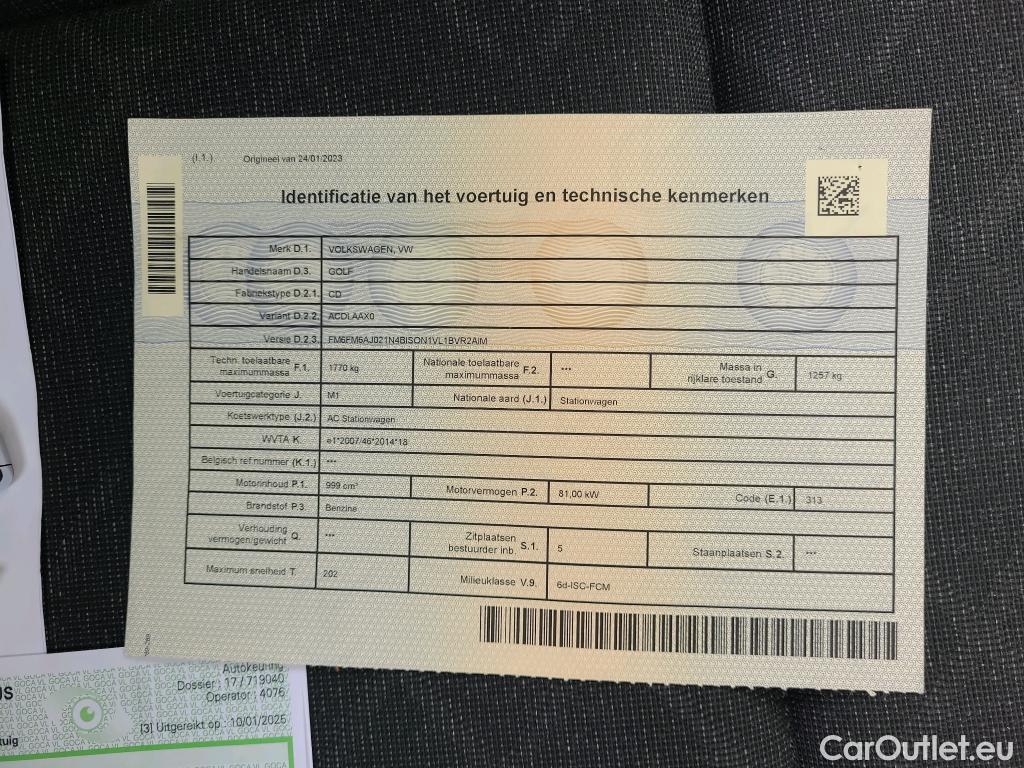 (I.1.) Origineel van 24/01/2023
Identificatie van het voertuig en technische kenmerken
Merk D.1. VOLKSWAGEN, VW
Handelsnaam D.3. GOLF
Fabriekstype D.2.1. CD
Variant D.2.2. ACDLAAX0
Versie D.2.3. FM6FM6AJ021N4BISON1VL1BVR2AIM
Techn. toelaatbare maximummassa F.1. 1770 kg Nationale toelaatbare maximummassa F.2. *** Massa in rijklare toestand G. 1257 kg
Voertuigcategorie J. M1 Nationale aard (J.1.) Stationwagen
Koetswerktype (J.2.) AC Stationwagen
WVTA K. e1*2007/46*2014*18
Belgisch ref.nummer (K.1.) ***
Motorinhoud P.1. 999 cm³ Motorvermogen P.2. 81,00 kW Code (E.1.) 313
Brandstof P.3. Benzine
Verhouding vermogen/gewicht Q. *** Zitplaatsen bestuurder inb. S.1. 5 Staanplaatsen S.2. ***
Maximum snelheid T. 202 Milieuklasse V.9. 6d-ISC-FCM
Autokeuring
Dossier : 17 / 719040
Operator : 4076
[3] Uitgereikt op : 10/01/2025
CarOutlet.eu